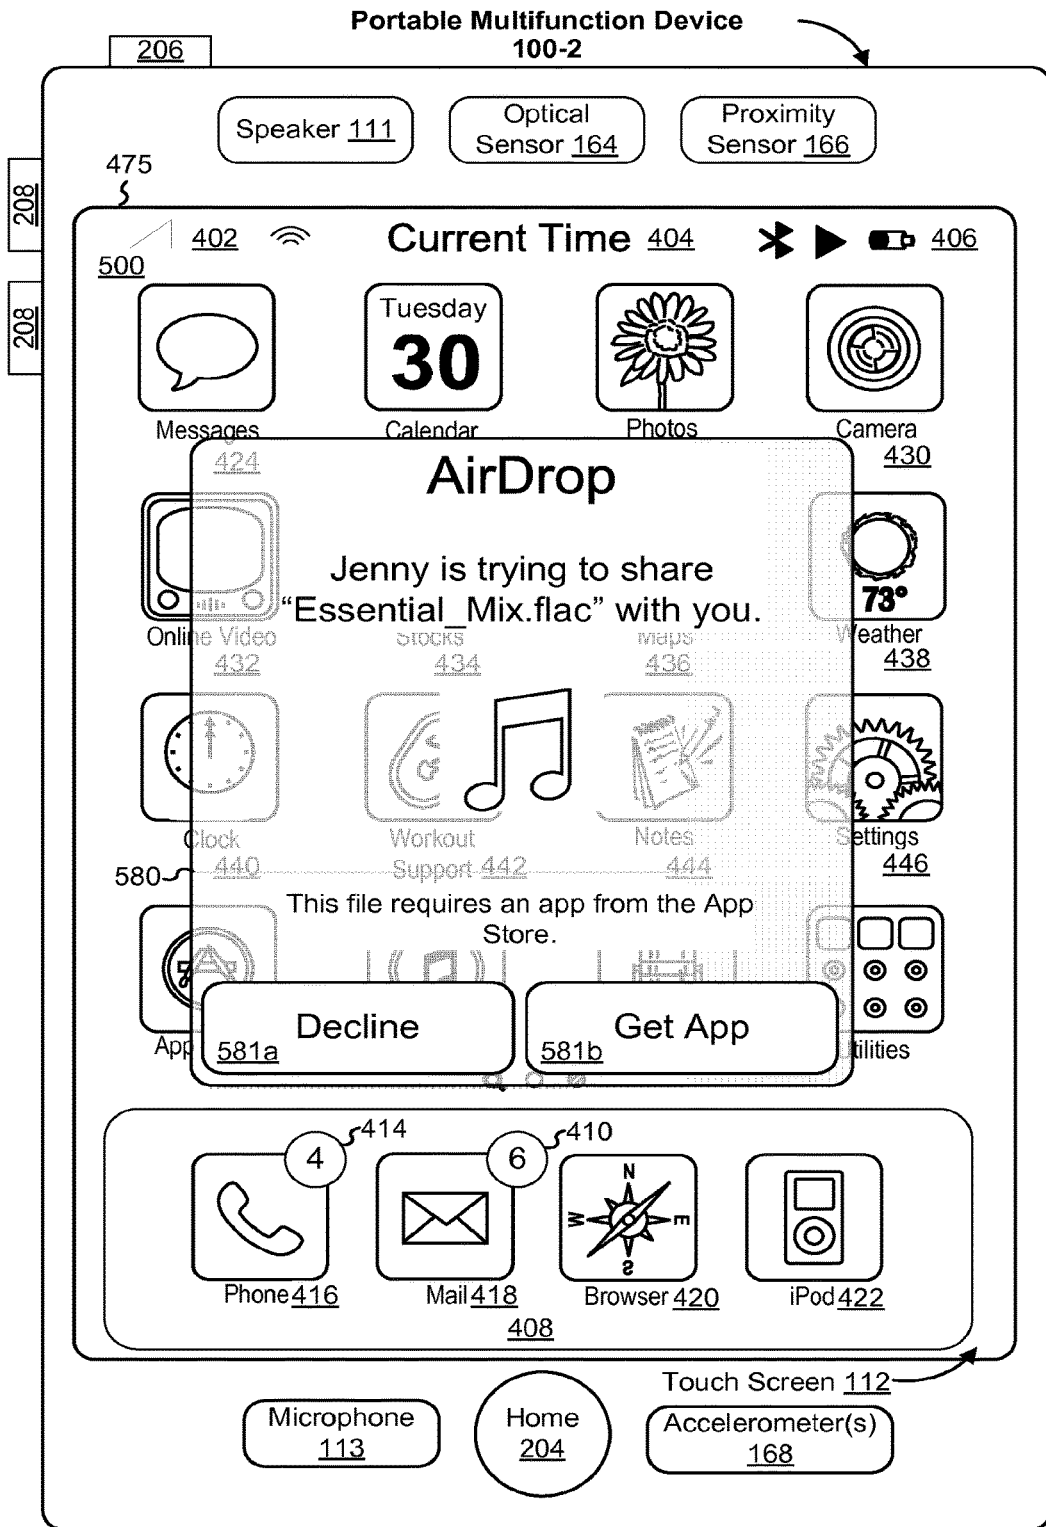 Portable Multifunction Device
100-2
206
Speaker 111
Optical
Sensor 164
Proximity
Sensor 166
475
208
208
402
Current Time 404
406
500
Tuesday
30
Messages
Calendar
Photos
Camera
424
430
AirDrop
Jenny is trying to share
“Essential_Mix.flac” with you.
73°
Online Video
Stocks
Maps
Weather
432
434
436
438
Clock
Workout
Notes
Settings
440
Support 442
444
446
580
This file requires an app from the App
Store.
Decline
581a
Get App
581b
App
tilities
4
414
6
410
N
W
E
S
Phone 416
Mail 418
Browser 420
iPod 422
408
Touch Screen 112
Microphone
113
Home
204
Accelerometer(s)
168